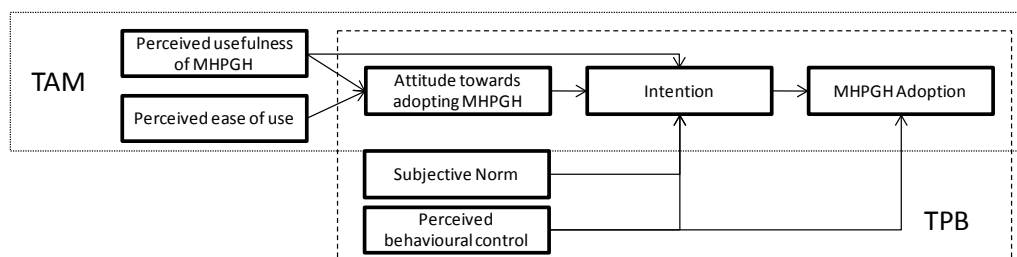 TAM
Perceived usefulness
of MHPGH
Perceived ease of use
Attitude towards
adopting MHPGH
Intention
MHPGH Adoption
Subjective Norm
Perceived
behavioural control
TPB